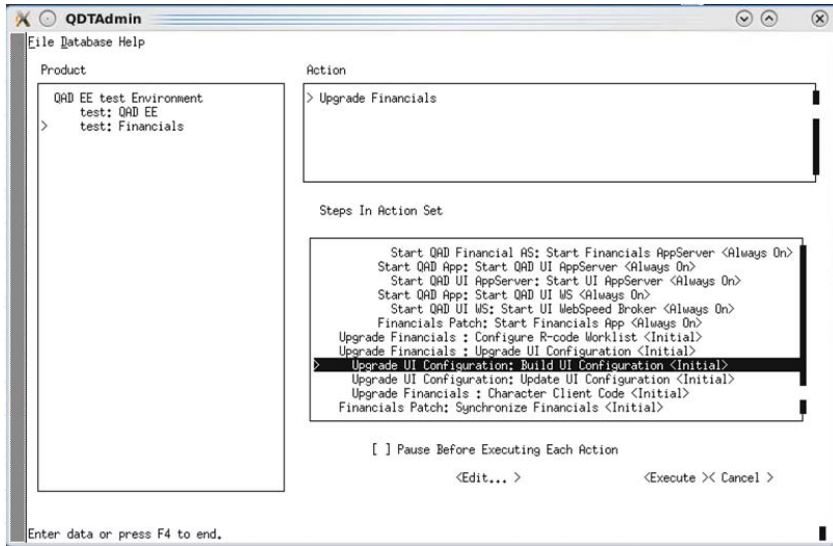 QDTAdmin
File Database Help
Product
QAD EE test Environment
test: QAD EE
> test: Financials
Action
> Upgrade Financials
Steps In Action Set
Start QAD Financial AS: Start Financials AppServer <Always On>
Start QAD App: Start QAD UI AppServer <Always On>
Start QAD UI AppServer: Start UI AppServer <Always On>
Start QAD App: Start QAD UI WS <Always On>
Start QAD UI WS: Start UI WebSpeed Broker <Always On>
Financials Patch: Start Financials App <Always On>
Upgrade Financials : Configure R-code Worklist <Initial>
Upgrade Financials : Upgrade UI Configuration <Initial>
> Upgrade UI Configuration: Build UI Configuration <Initial>
Upgrade UI Configuration: Update UI Configuration <Initial>
Upgrade Financials : Character Client Code <Initial>
Financials Patch: Synchronize Financials <Initial>
[ ] Pause Before Executing Each Action
<Edit... > <Execute >< Cancel >
Enter data or press F4 to end.